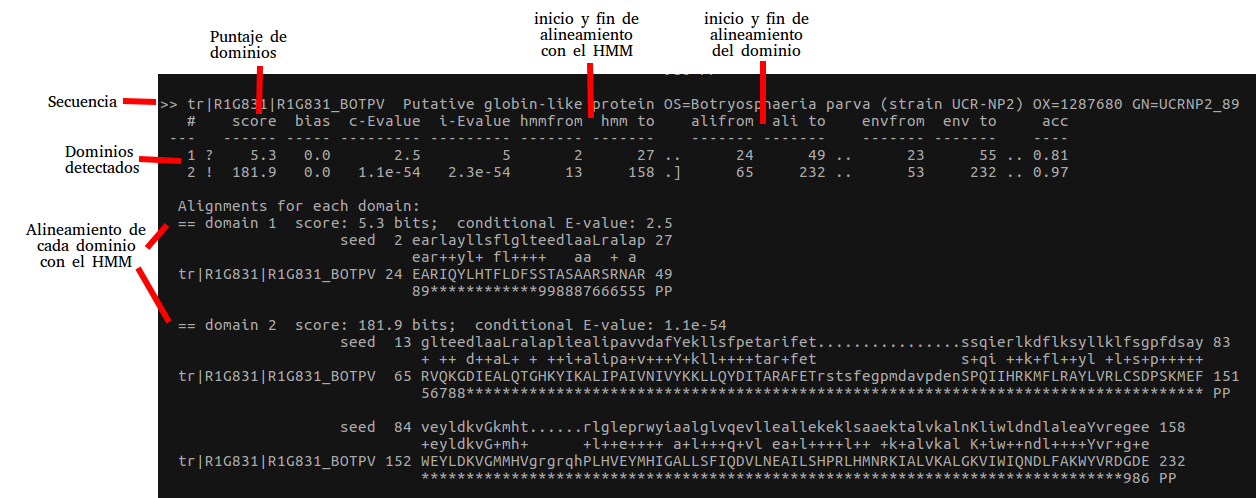 Puntaje de
dominios
inicio y fin de
alineamiento
con el HMM
inicio y fin de
alineamiento
del dominio
Secuencia
>> tr|R1G831|R1G831_BOTPV  Putative globin-like protein OS=Botryosphaeria parva (strain UCR-NP2) OX=1287680 GN=UCRNP2_89
#    score  bias  c-Evalue  i-Evalue hmmfrom  hmm to    alifrom  ali to    envfrom  env to     acc
---   ------ ----- --------- --------- ------- -------    ------- -------    ------- -------    ----
Dominios
detectados
1 ?    5.3   0.0       2.5         5       2      27 ..      24      49 ..      23      55 .. 0.81
2 !  181.9   0.0   1.1e-54   2.3e-54      13     158 .]      65     232 ..      53     232 .. 0.97
Alignments for each domain:
Alineamiento de
cada dominio
con el HMM
== domain 1  score: 5.3 bits;  conditional E-value: 2.5
seed   2 earlayllsflglteedlaaLralap 27
ear++yl+ fl++++   aa  + a
tr|R1G831|R1G831_BOTPV 24 EARIQYLHTFLDFSSTASAARSRNAR 49
89************998887666555 PP
== domain 2  score: 181.9 bits;  conditional E-value: 1.1e-54
seed  13 glteedlaaLralapliealipavvdafYekllsfpetarifet................ssqierlkdflksyllklfsgpfdsay 83
+ ++ d++aL+ + + ++i+alipa+v+++Y+kll++++tar+fet                s+qi ++k+fl++yl +l+s+p+++++
tr|R1G831|R1G831_BOTPV  65 RVQKGDIEALQTGHKYIKALIPAIVNIVYKKLLQYDITARAFETrstsfegpmdavpdenSPQIIHRKMFLRAYLVRLCSDPSKMEF 151
56788********************************************************************************** PP
seed  84 veyldkvGkmht......rlgleprwyiaalglvqevlleallekeklsaaektalvkalnKliwldndlaleaYvregee 158
+eyldkvG+mh+      +l++e++++ a+l+++q+vl ea+l++++l++ ++k+alvkal K+iw++ndl++++Yvr+g+e
tr|R1G831|R1G831_BOTPV 152 WEYLDKVGMMHVgrgrqhPLHVEYMHIGALLSFIQDVLNEAILSHPRLHMNRKIALVKALGKVIWIQNDLFAKWYVRDGDE 232
******************************************************************************986 PP